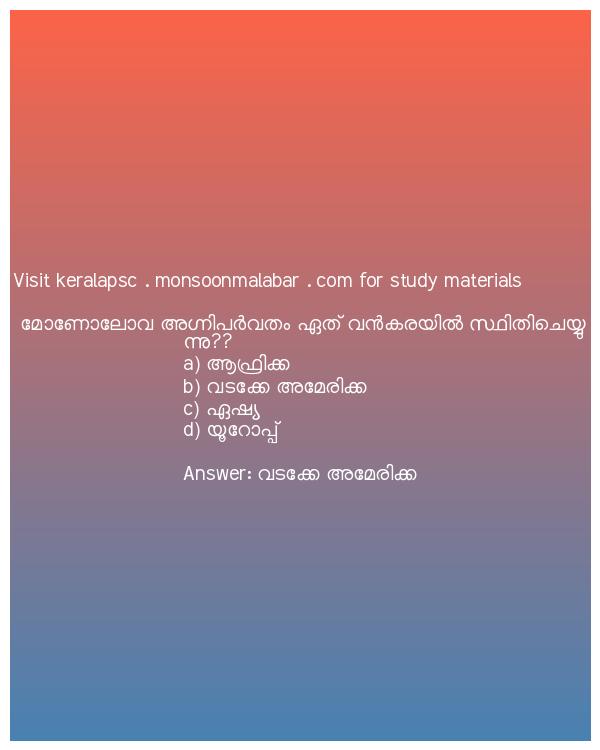 Visit keralapsc . monsoonmalabar . com for study materials
മോണോലോവ അഗ്നിപർവതം ഏത് വൻകരയിൽ സ്ഥിതിചെയ്യു
ന്നു??
a) ആഫ്രിക്ക
b) വടക്കേ അമേരിക്ക
c) ഏഷ്യ
d) യൂറോപ്പ്
Answer: വടക്കേ അമേരിക്ക